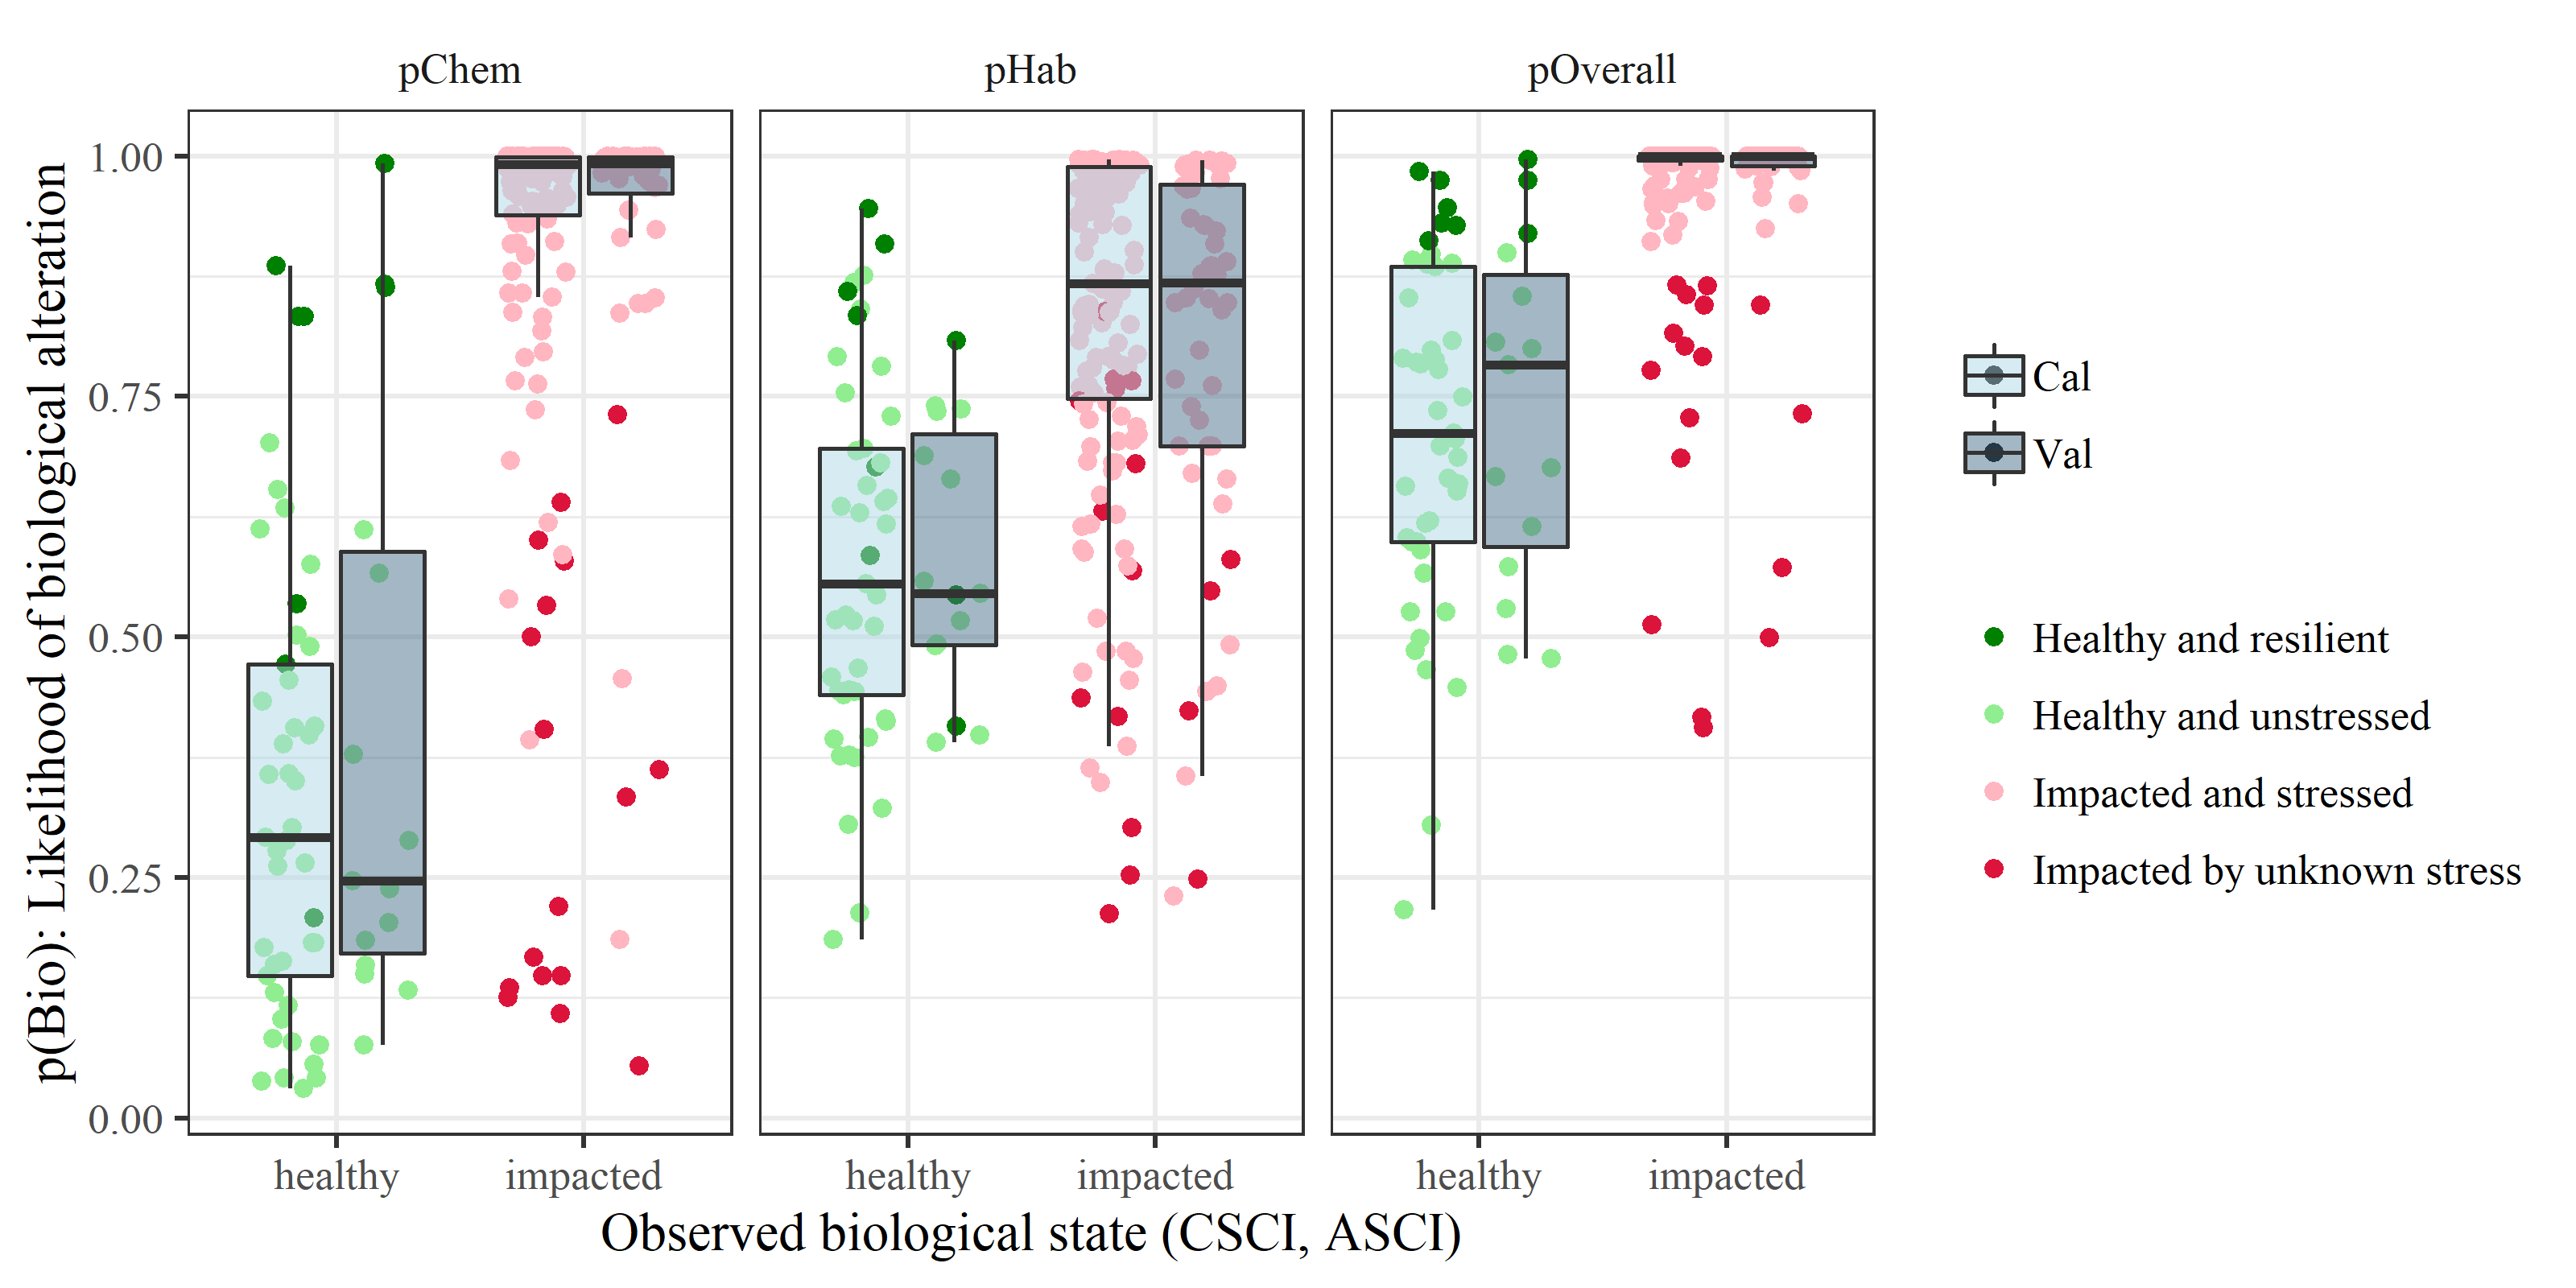 pChem
pHab
pOverall
p(Bio): Likelihood of biological alteration
1.00
0.75
0.50
0.25
0.00
healthy
impacted
healthy
impacted
healthy
impacted
Observed biological state (CSCI, ASCI)
Cal
Val
Healthy and resilient
Healthy and unstressed
Impacted and stressed
Impacted by unknown stress